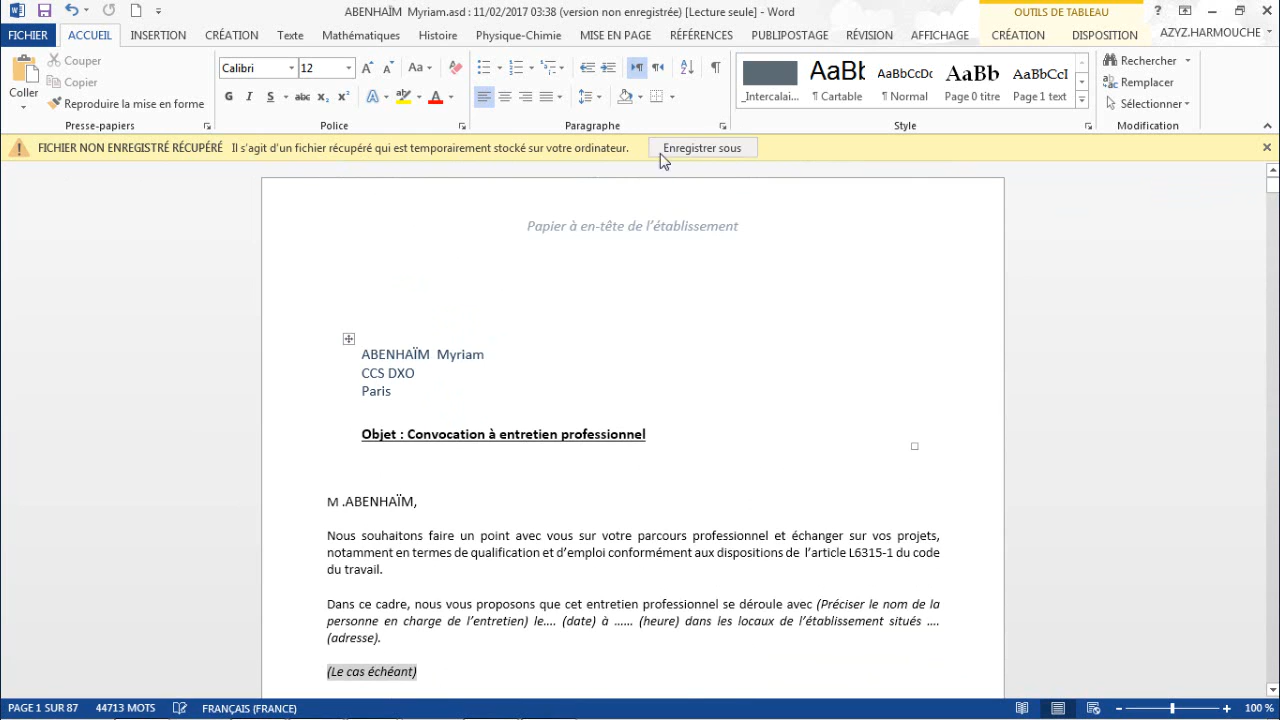 ABENHAÏM Myriam.asd : 11/02/2017 03:38 (version non enregistrée) [Lecture seule] - Word
OUTILS DE TABLEAU
?
FICHIER ACCUEIL INSERTION CRÉATION Texte Mathématiques Histoire Physique-Chimie MISE EN PAGE RÉFÉRENCES PUBLIPOSTAGE RÉVISION AFFICHAGE CRÉATION DISPOSITION AZYZ.HARMOUCHE
Coller
Couper
Copier
Reproduire la mise en forme
Presse-papiers
Calibri 12
G I S abc x₂ x²
Police
Paragraphe
AaBb AaBbCcDc AaBb AaBbCcI
_Intercalai... ¶ Cartable ¶ Normal Page 0 titre Page 1 text
Style
Rechercher
Remplacer
Sélectionner
Modification
FICHIER NON ENREGISTRÉ RÉCUPÉRÉ Il s'agit d'un fichier récupéré qui est temporairement stocké sur votre ordinateur. Enregistrer sous
Papier à en-tête de l'établissement
ABENHAÏM Myriam
CCS DXO
Paris
Objet : Convocation à entretien professionnel
M .ABENHAÏM,
Nous souhaitons faire un point avec vous sur votre parcours professionnel et échanger sur vos projets,
notamment en termes de qualification et d'emploi conformément aux dispositions de l'article L6315-1 du code
du travail.
Dans ce cadre, nous vous proposons que cet entretien professionnel se déroule avec (Préciser le nom de la
personne en charge de l'entretien) le.... (date) à ...... (heure) dans les locaux de l'établissement situés ....
(adresse).
(Le cas échéant)
PAGE 1 SUR 87 44713 MOTS FRANÇAIS (FRANCE) 100 %